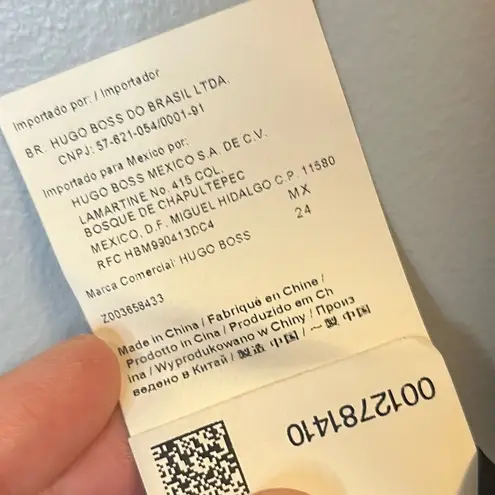 Importado por: / Importador
BR. HUGO BOSS DO BRASIL LTDA.
CNPJ: 57-621-054/0001-91
Importado para Mexico por:
HUGO BOSS MEXICO S.A. DE C.V.
LAMARTINE No. 415 COL.
BOSQUE DE CHAPULTEPEC
MEXICO, D.F. MIGUEL HIDALGO C.P. 11580
RFC HBM990413DC4
MX
24
Marca Comercial: HUGO BOSS
Z003658433
Made in China / Fabriqué en Chine /
Prodotto in Cina / Produzido em Ch
ina / Wyprodukowano w Chiny / Произ
ведено в Китай / 製造 中国 / ~ 製 中国
0012781410